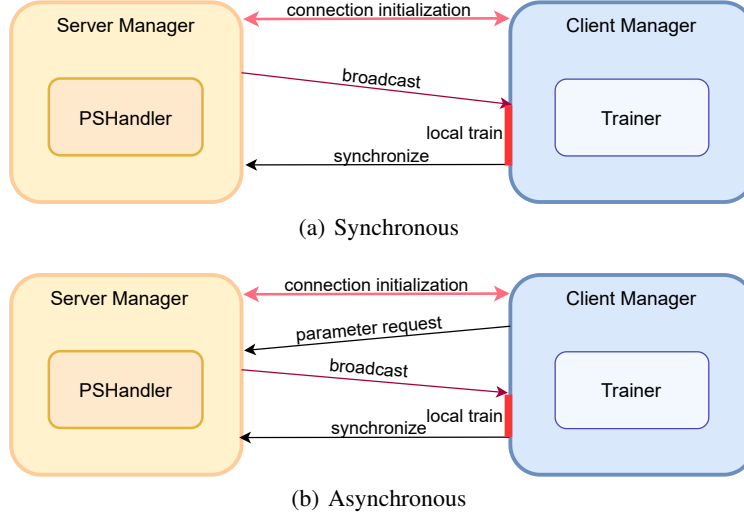 Server Manager
connection initialization
Client Manager
broadcast
PSHandler
Trainer
local train
synchronize
(a) Synchronous
Server Manager
connection initialization
Client Manager
parameter request
PSHandler
broadcast
Trainer
local train
synchronize
(b) Asynchronous